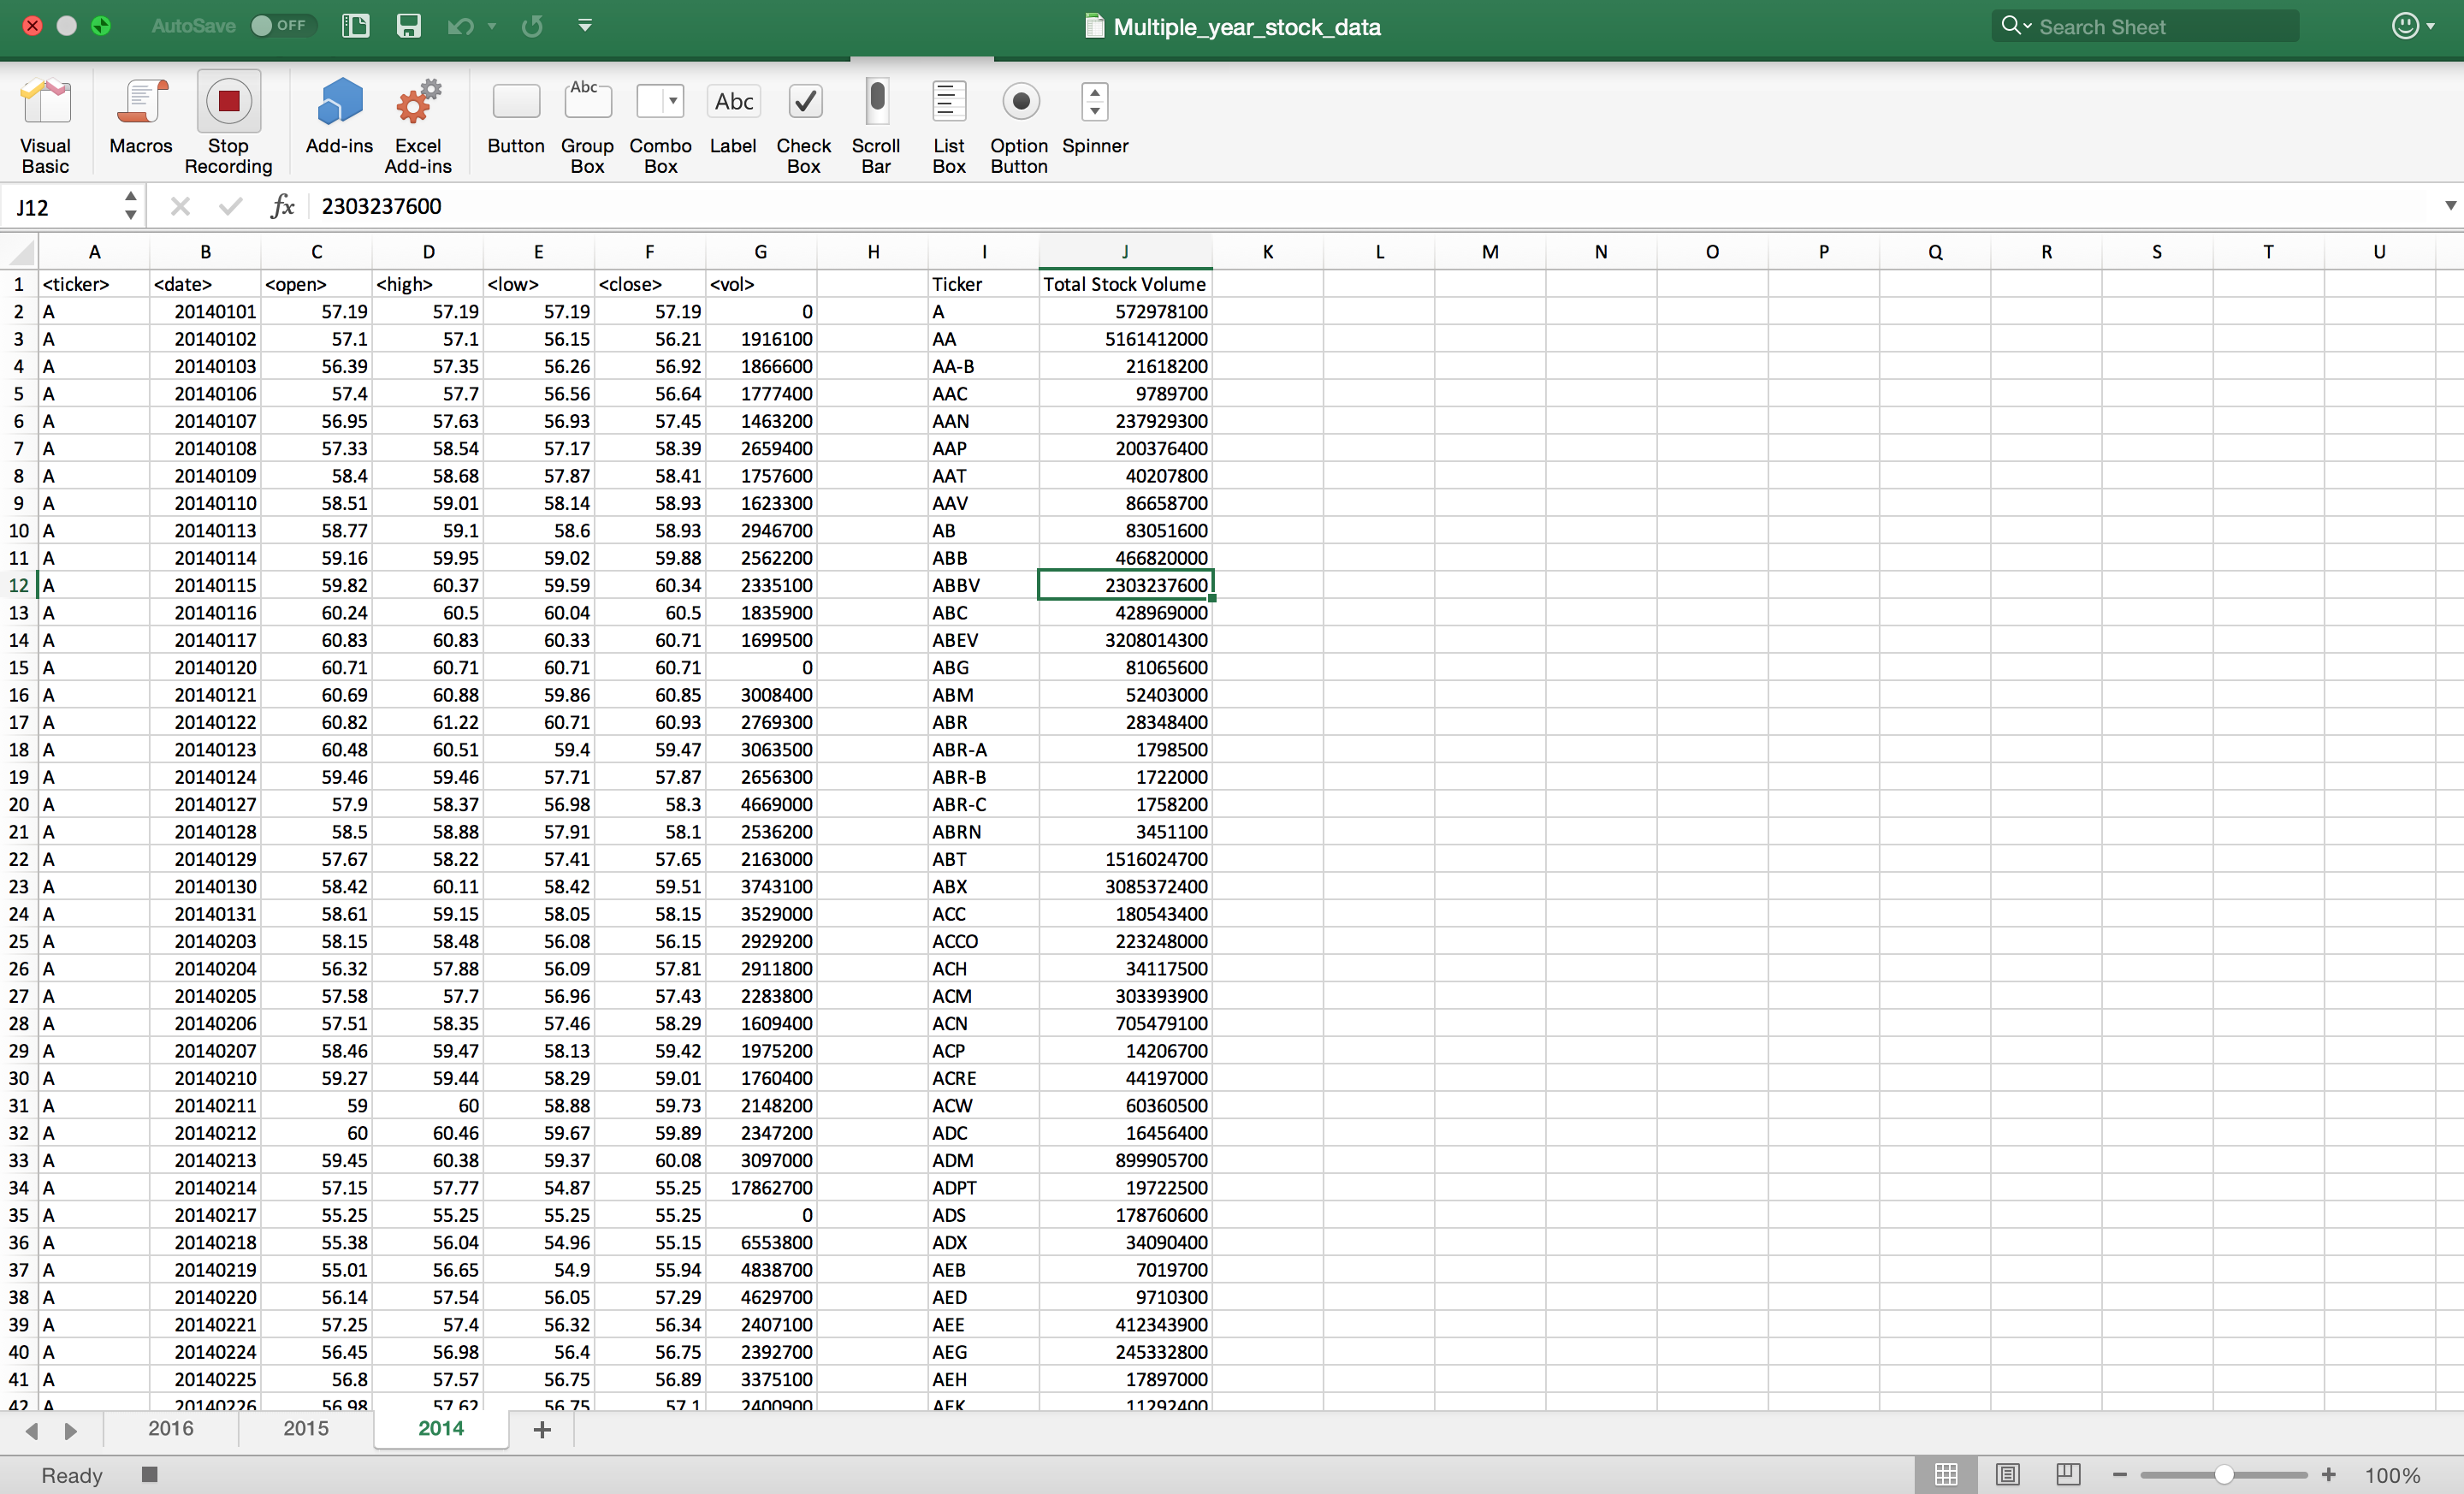 AutoSave OFF Multiple_year_stock_data Search Sheet
Abc Abc
Visual Basic Macros Stop Recording Add-ins Excel Add-ins Button Group Box Combo Box Label Check Box Scroll Bar List Box Option Button Spinner
J12 fx 2303237600
A B C D E F G H I J K L M N O P Q R S T U
1 <ticker> <date> <open> <high> <low> <close> <vol> Ticker Total Stock Volume
2 A 20140101 57.19 57.19 57.19 57.19 0 A 572978100
3 A 20140102 57.1 57.1 56.15 56.21 1916100 AA 5161412000
4 A 20140103 56.39 57.35 56.26 56.92 1866600 AA-B 21618200
5 A 20140106 57.4 57.7 56.56 56.64 1777400 AAC 9789700
6 A 20140107 56.95 57.63 56.93 57.45 1463200 AAN 237929300
7 A 20140108 57.33 58.54 57.17 58.39 2659400 AAP 200376400
8 A 20140109 58.4 58.68 57.87 58.41 1757600 AAT 40207800
9 A 20140110 58.51 59.01 58.14 58.93 1623300 AAV 86658700
10 A 20140113 58.77 59.1 58.6 58.93 2946700 AB 83051600
11 A 20140114 59.16 59.95 59.02 59.88 2562200 ABB 466820000
12 A 20140115 59.82 60.37 59.59 60.34 2335100 ABBV 2303237600
13 A 20140116 60.24 60.5 60.04 60.5 1835900 ABC 428969000
14 A 20140117 60.83 60.83 60.33 60.71 1699500 ABEV 3208014300
15 A 20140120 60.71 60.71 60.71 60.71 0 ABG 81065600
16 A 20140121 60.69 60.88 59.86 60.85 3008400 ABM 52403000
17 A 20140122 60.82 61.22 60.71 60.93 2769300 ABR 28348400
18 A 20140123 60.48 60.51 59.4 59.47 3063500 ABR-A 1798500
19 A 20140124 59.46 59.46 57.71 57.87 2656300 ABR-B 1722000
20 A 20140127 57.9 58.37 56.98 58.3 4669000 ABR-C 1758200
21 A 20140128 58.5 58.88 57.91 58.1 2536200 ABRN 3451100
22 A 20140129 57.67 58.22 57.41 57.65 2163000 ABT 1516024700
23 A 20140130 58.42 60.11 58.42 59.51 3743100 ABX 3085372400
24 A 20140131 58.61 59.15 58.05 58.15 3529000 ACC 180543400
25 A 20140203 58.15 58.48 56.08 56.15 2929200 ACCO 223248000
26 A 20140204 56.32 57.88 56.09 57.81 2911800 ACH 34117500
27 A 20140205 57.58 57.7 56.96 57.43 2283800 ACM 303393900
28 A 20140206 57.51 58.35 57.46 58.29 1609400 ACN 705479100
29 A 20140207 58.46 59.47 58.13 59.42 1975200 ACP 14206700
30 A 20140210 59.27 59.44 58.29 59.01 1760400 ACRE 44197000
31 A 20140211 59 60 58.88 59.73 2148200 ACW 60360500
32 A 20140212 60 60.46 59.67 59.89 2347200 ADC 16456400
33 A 20140213 59.45 60.38 59.37 60.08 3097000 ADM 899905700
34 A 20140214 57.15 57.77 54.87 55.25 17862700 ADPT 19722500
35 A 20140217 55.25 55.25 55.25 55.25 0 ADS 178760600
36 A 20140218 55.38 56.04 54.96 55.15 6553800 ADX 34090400
37 A 20140219 55.01 56.65 54.9 55.94 4838700 AEB 7019700
38 A 20140220 56.14 57.54 56.05 57.29 4629700 AED 9710300
39 A 20140221 57.25 57.4 56.32 56.34 2407100 AEE 412343900
40 A 20140224 56.45 56.98 56.4 56.75 2392700 AEG 245332800
41 A 20140225 56.8 57.57 56.75 56.89 3375100 AEH 17897000
42 A 20140226 56.98 57.62 56.75 57.1 2400900 AEK 11292400
2016 2015 2014
Ready 100%